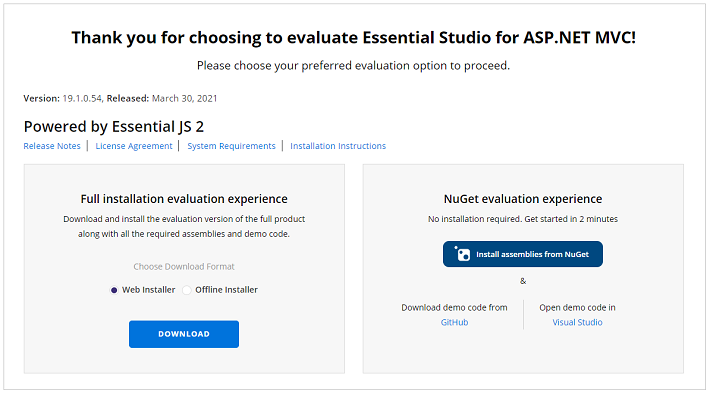 Thank you for choosing to evaluate Essential Studio for ASP.NET MVC!
Please choose your preferred evaluation option to proceed.
Version: 19.1.0.54, Released: March 30, 2021
Powered by Essential JS 2
Release Notes | License Agreement | System Requirements | Installation Instructions
Full installation evaluation experience
Download and install the evaluation version of the full product
along with all the required assemblies and demo code.
Choose Download Format
Web Installer Offline Installer
DOWNLOAD
NuGet evaluation experience
No installation required. Get started in 2 minutes
Install assemblies from NuGet
&
Download demo code from
GitHub
Open demo code in
Visual Studio